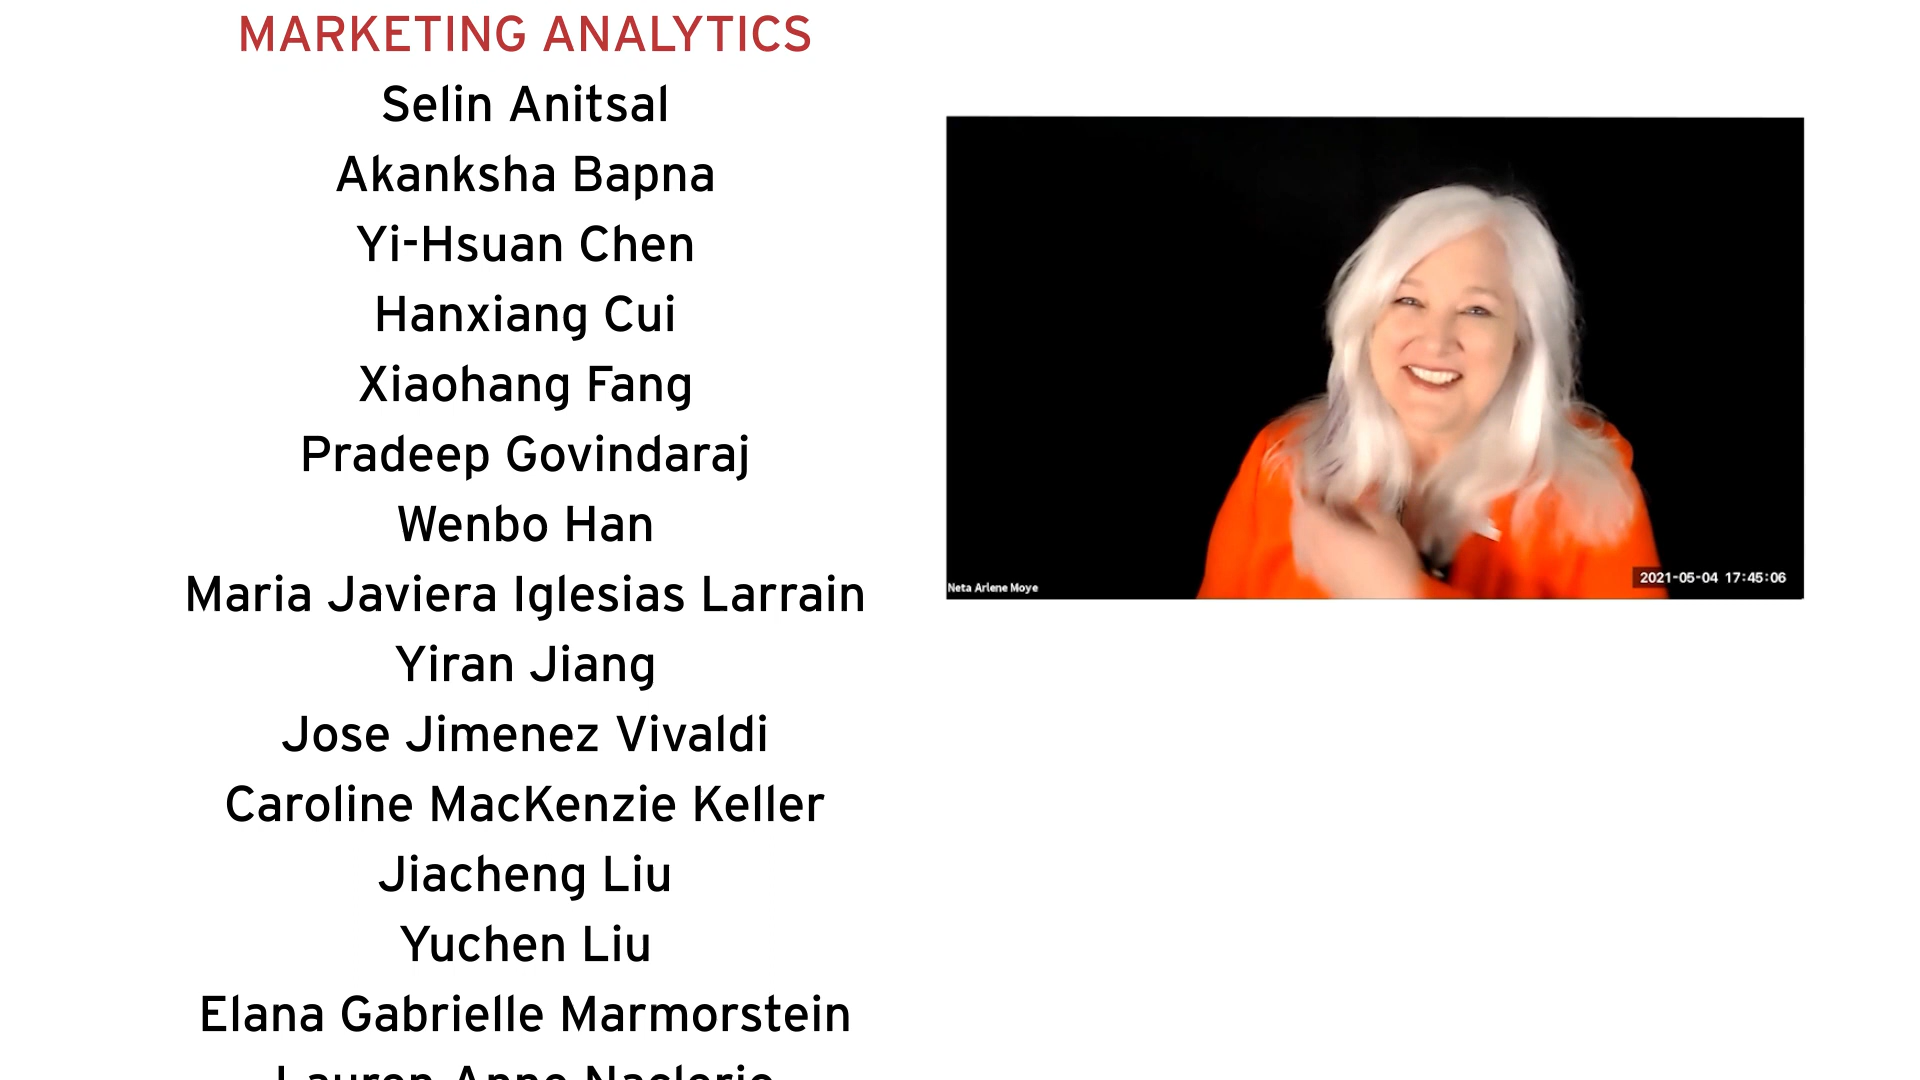 MARKETING ANALYTICS
Selin Anitsal
Akanksha Bapna
Yi-Hsuan Chen
Hanxiang Cui
Xiaohang Fang
Pradeep Govindaraj
Wenbo Han
Maria Javiera Iglesias Larrain
Yiran Jiang
Jose Jimenez Vivaldi
Caroline MacKenzie Keller
Jiacheng Liu
Yuchen Liu
Elana Gabrielle Marmorstein
Lauren Anne
Neta Arlene Moye
2021-05-04 17:45:06